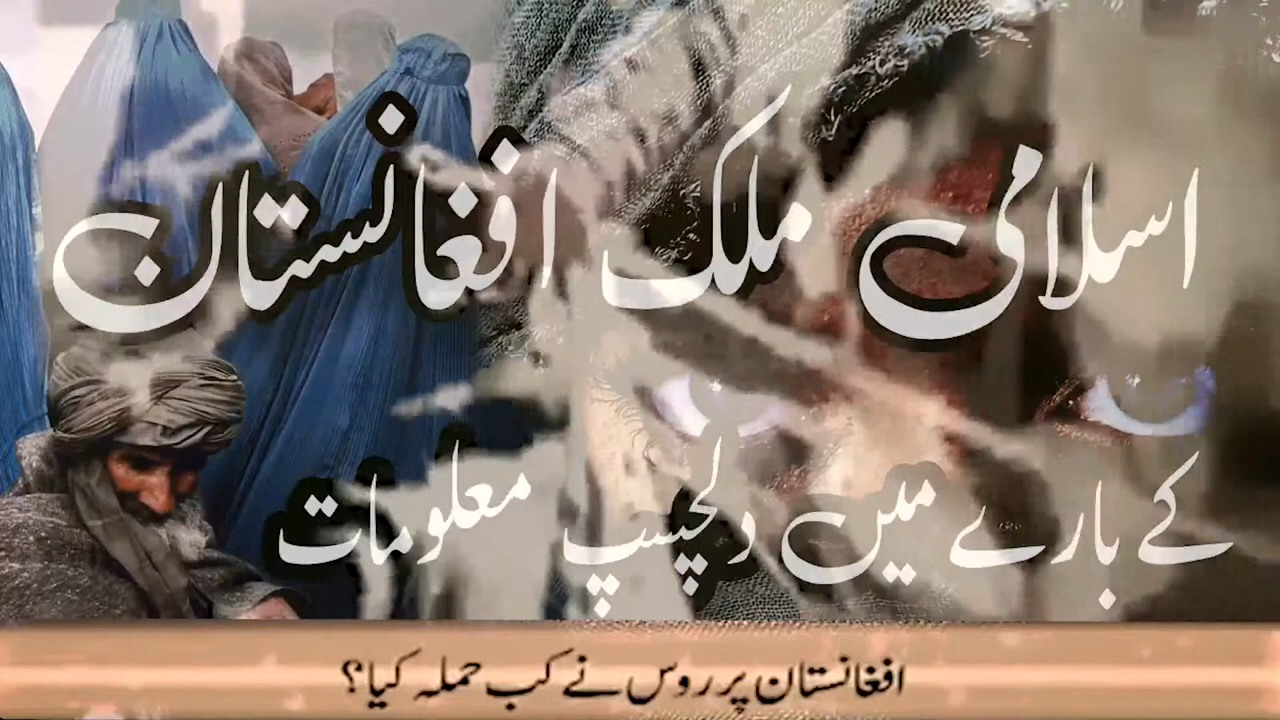 اسلامی ملک افغانستان
کے بارے میں دلچسپ معلومات
افغانستان پر روس نے کب حملہ کیا؟